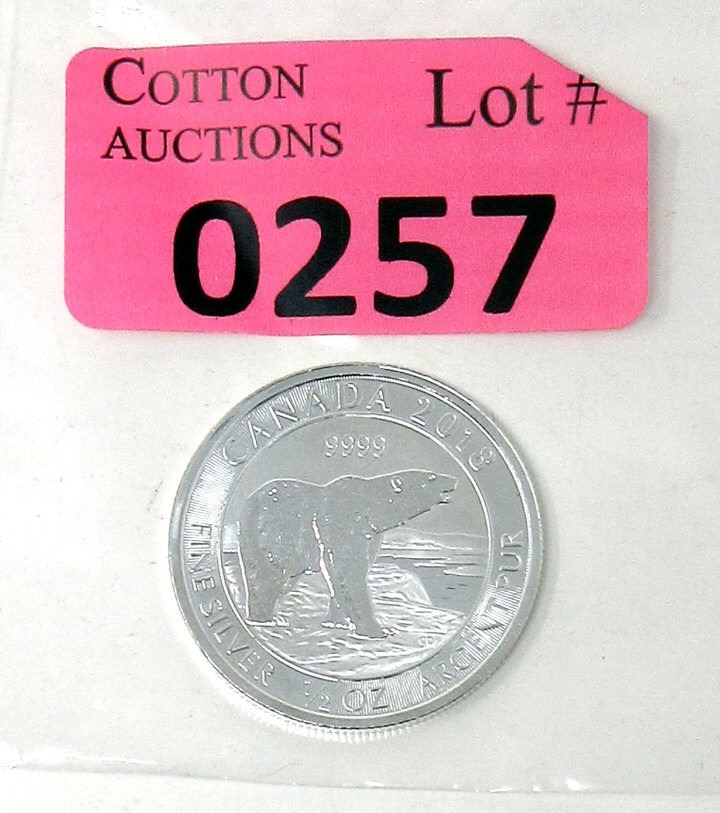 COTTON
AUCTIONS
Lot #
0257
CANADA 2018
9999
FINE SILVER ½ OZ ARGENT PUR